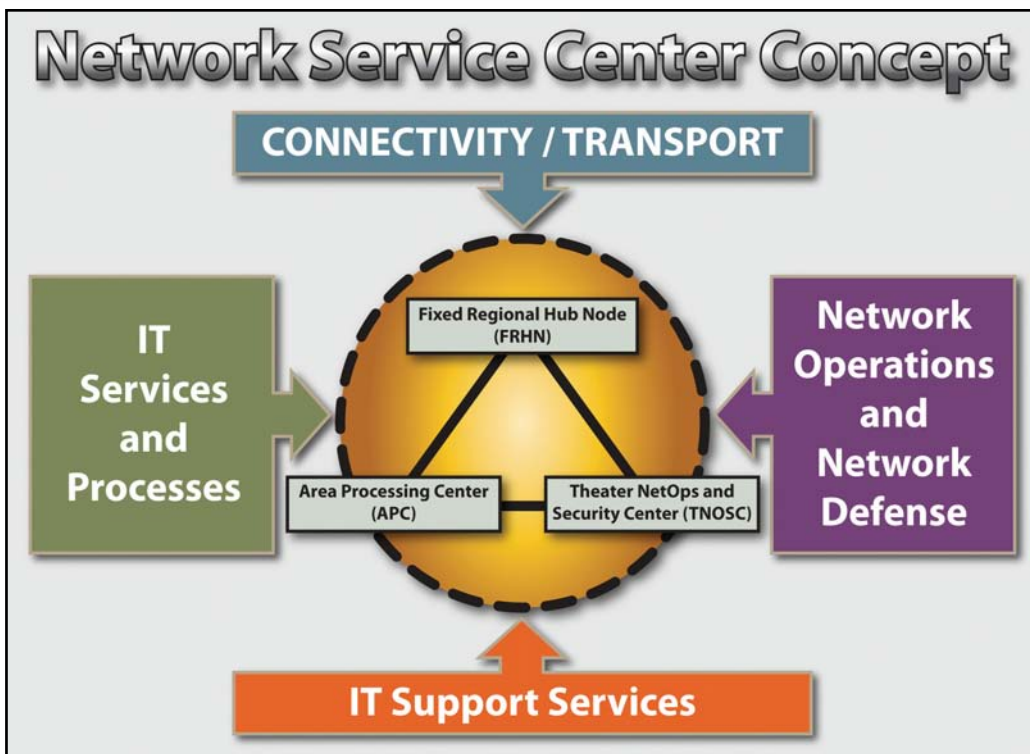 Network Service Center Concept
CONNECTIVITY / TRANSPORT
IT
Services
and
Processes
Fixed Regional Hub Node
(FRHN)
Area Processing Center
(APC)
Theater NetOps and
Security Center (TNOSC)
Network
Operations
and
Network
Defense
IT Support Services